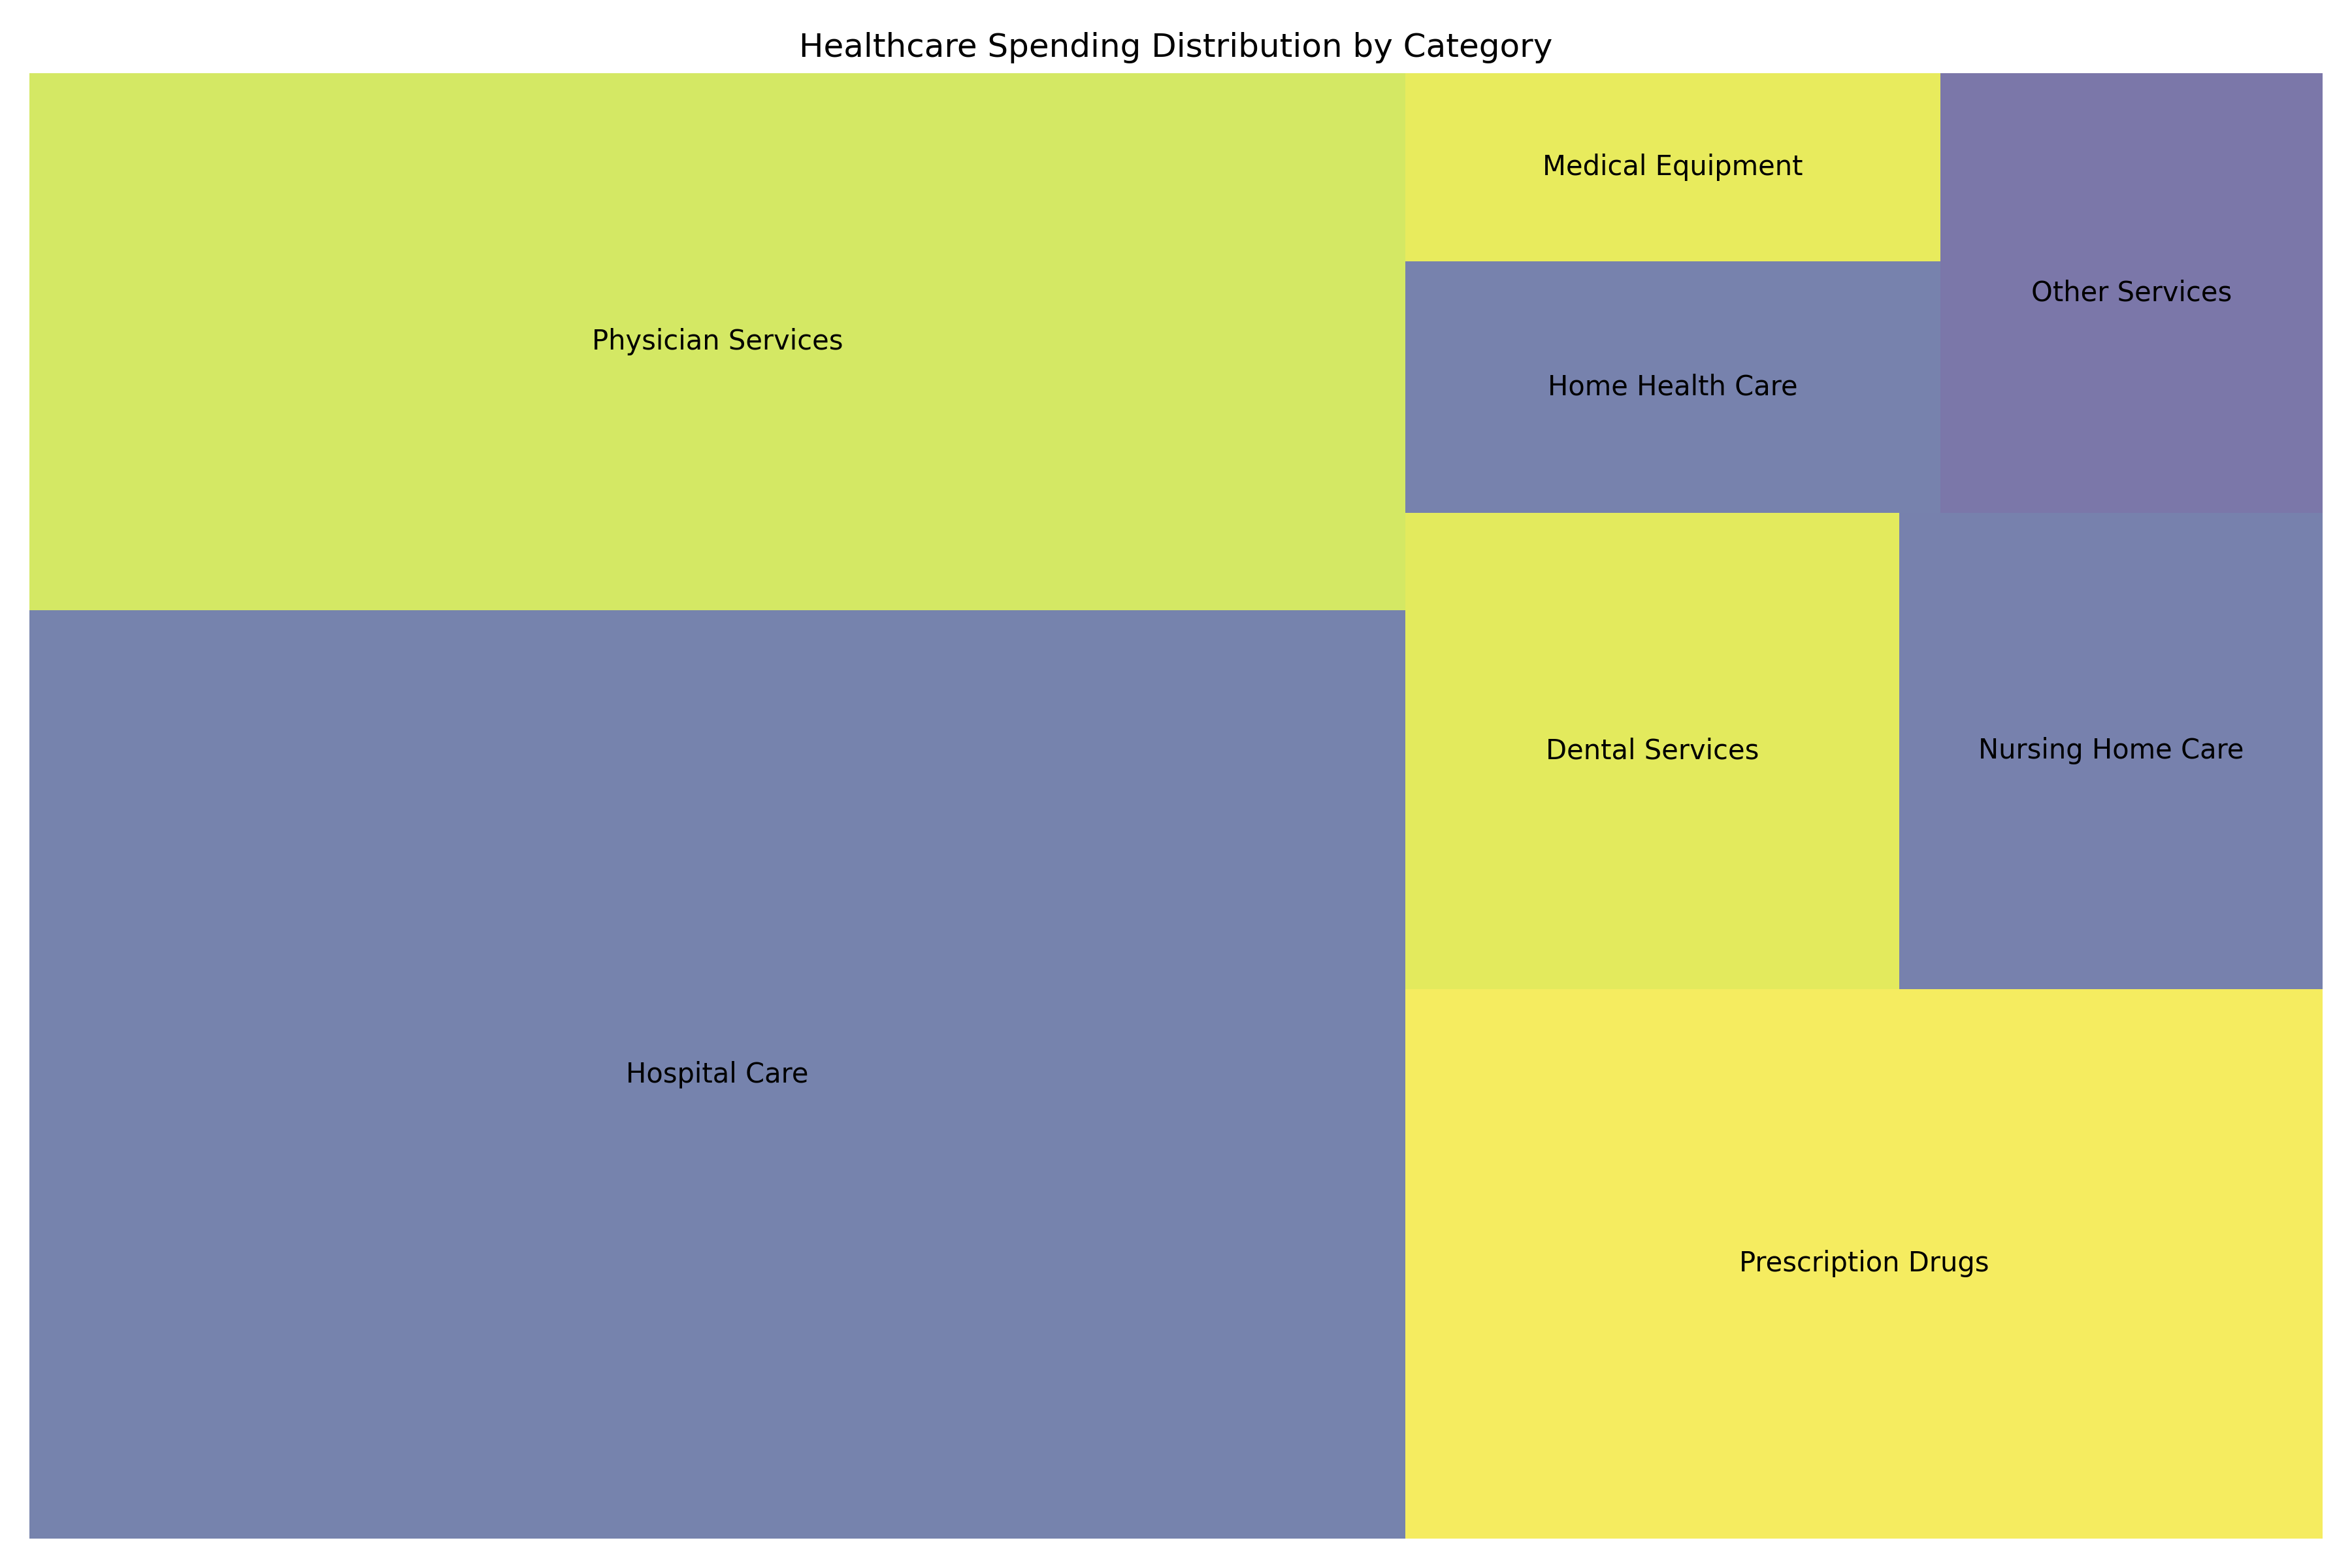 Healthcare Spending Distribution by Category
Medical Equipment
Other Services
Physician Services
Home Health Care
Dental Services
Nursing Home Care
Hospital Care
Prescription Drugs